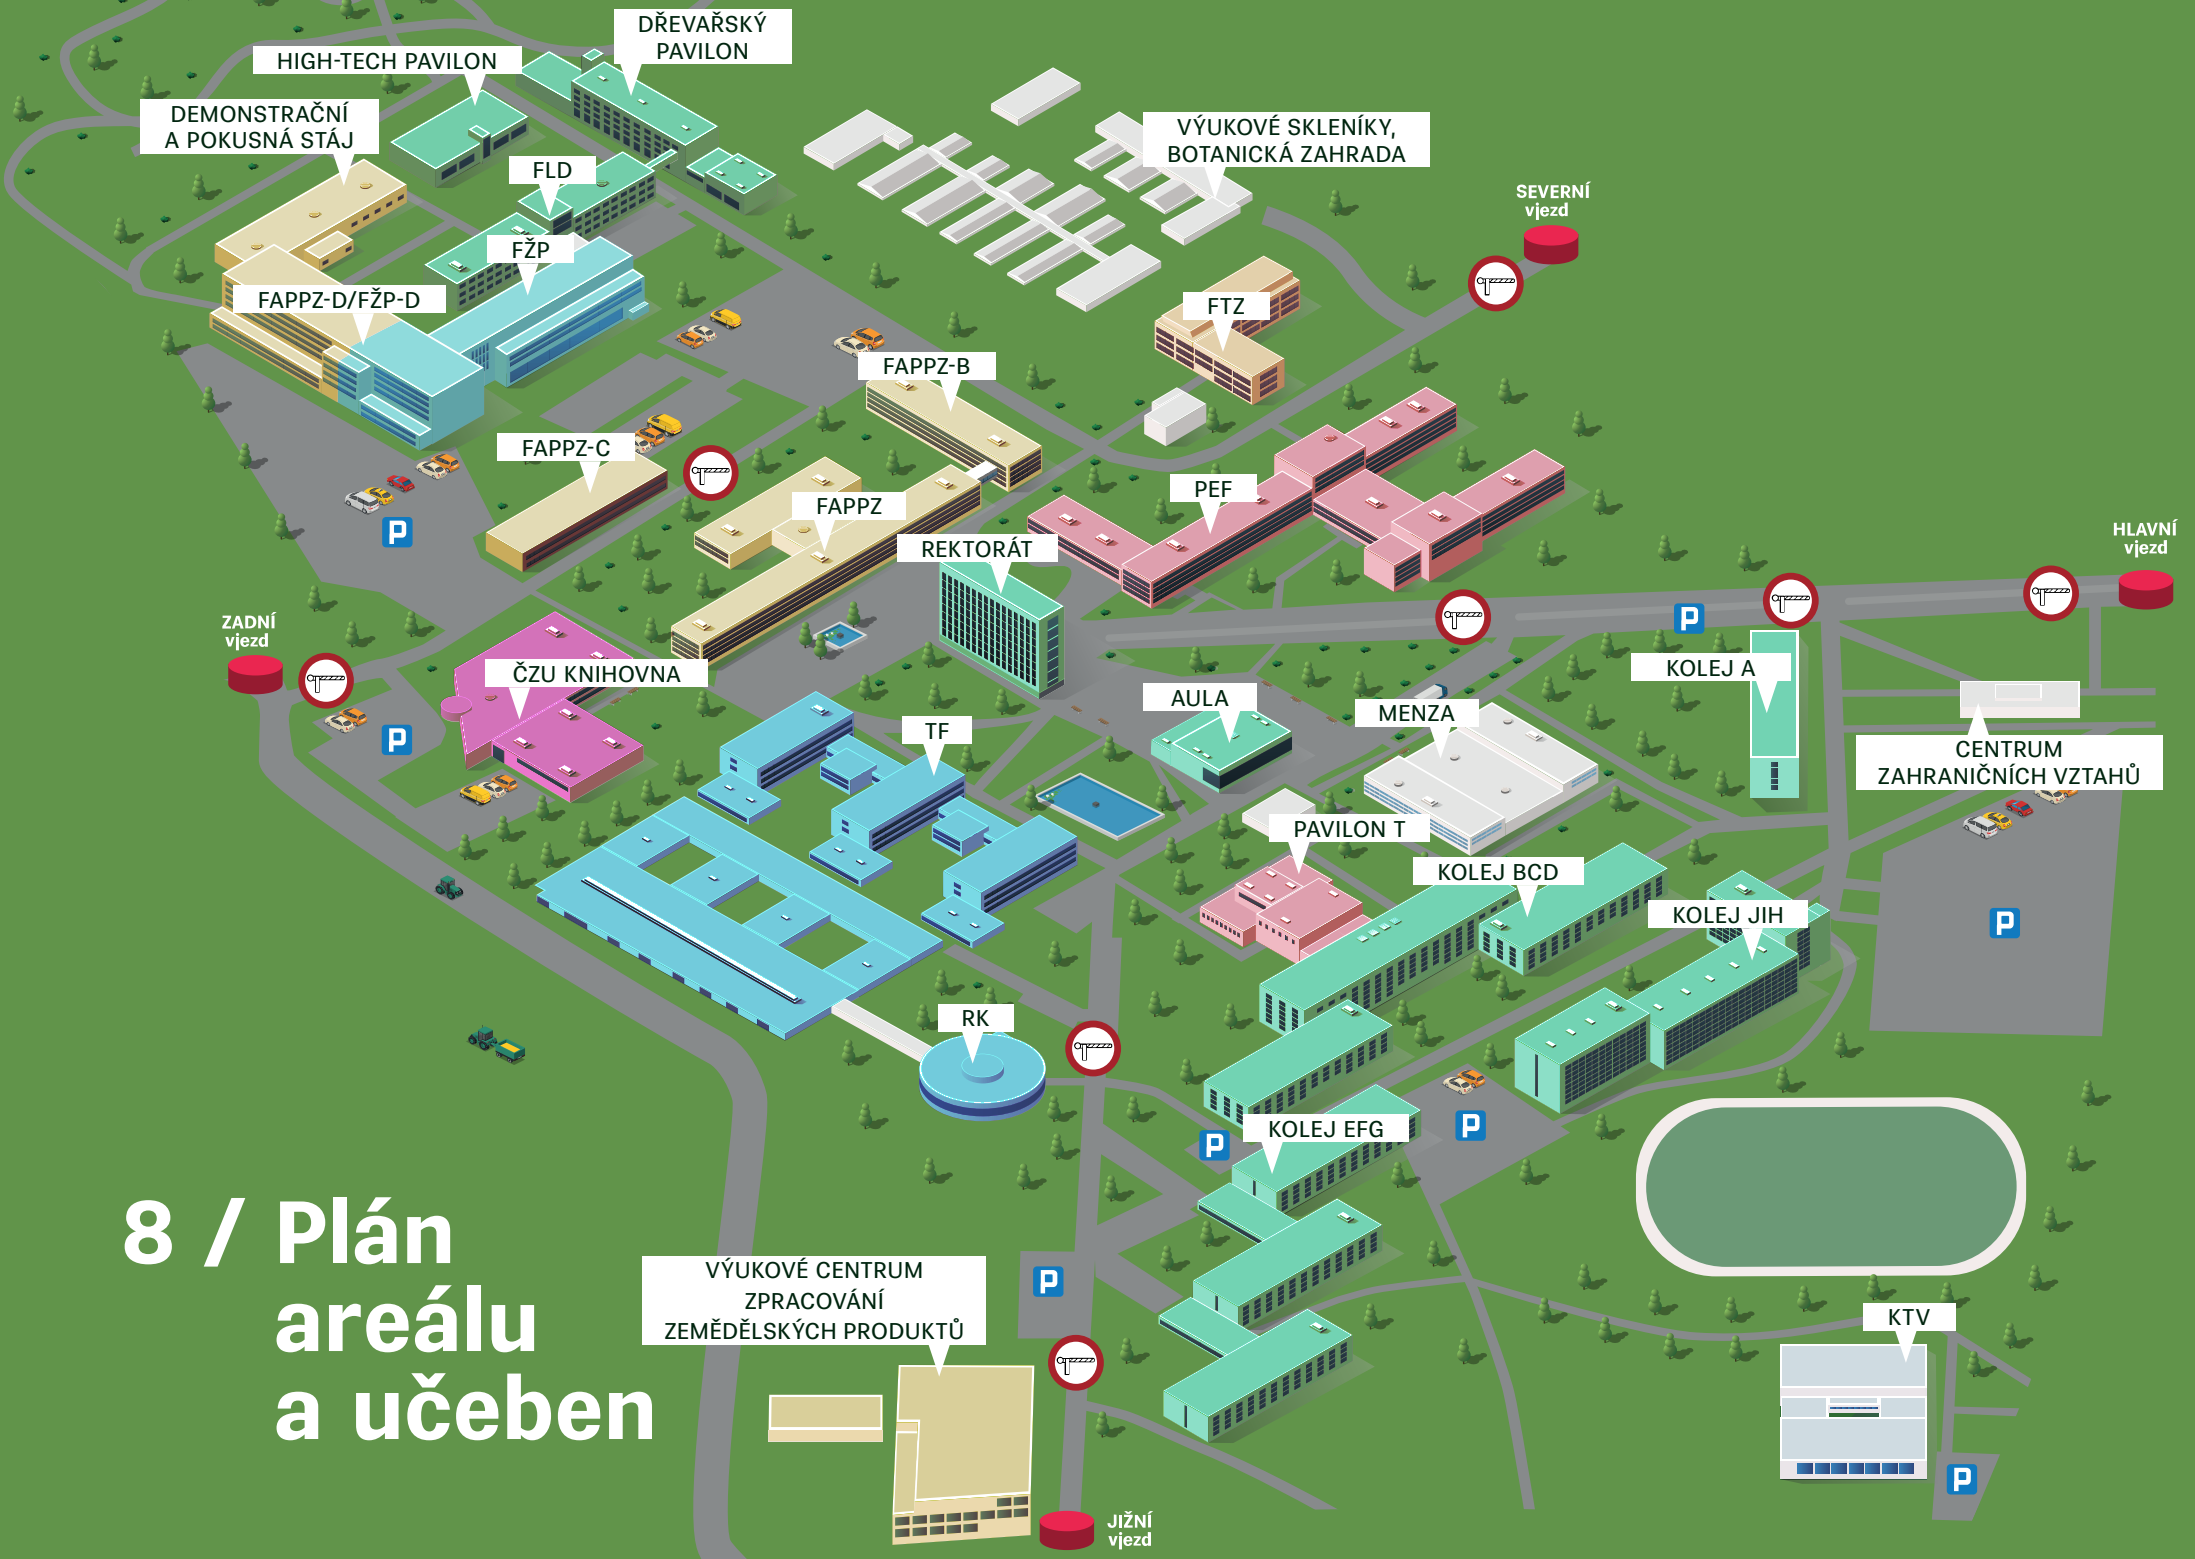 DŘEVAŘSKÝ
PAVILON
HIGH-TECH PAVILON
DEMONSTRAČNÍ
A POKUSNÁ STÁJ
VÝUKOVÉ SKLENÍKY,
BOTANICKÁ ZAHRADA
FLD
SEVERNÍ
vjezd
FŽP
FAPPZ-D/FŽP-D
FTZ
FAPPZ-B
FAPPZ-C
PEF
FAPPZ
P
HLAVNÍ
vjezd
REKTORÁT
P
ZADNÍ
vjezd
KOLEJ A
ČZU KNIHOVNA
AULA
MENZA
TF
P
CENTRUM
ZAHRANIČNÍCH VZTAHŮ
PAVILON T
KOLEJ BCD
KOLEJ JIH
P
RK
KOLEJ EFG
P
P
8 / Plán
areálu
a učeben
VÝUKOVÉ CENTRUM
ZPRACOVÁNÍ
ZEMĚDĚLSKÝCH PRODUKTŮ
P
KTV
P
JIŽNÍ
vjezd